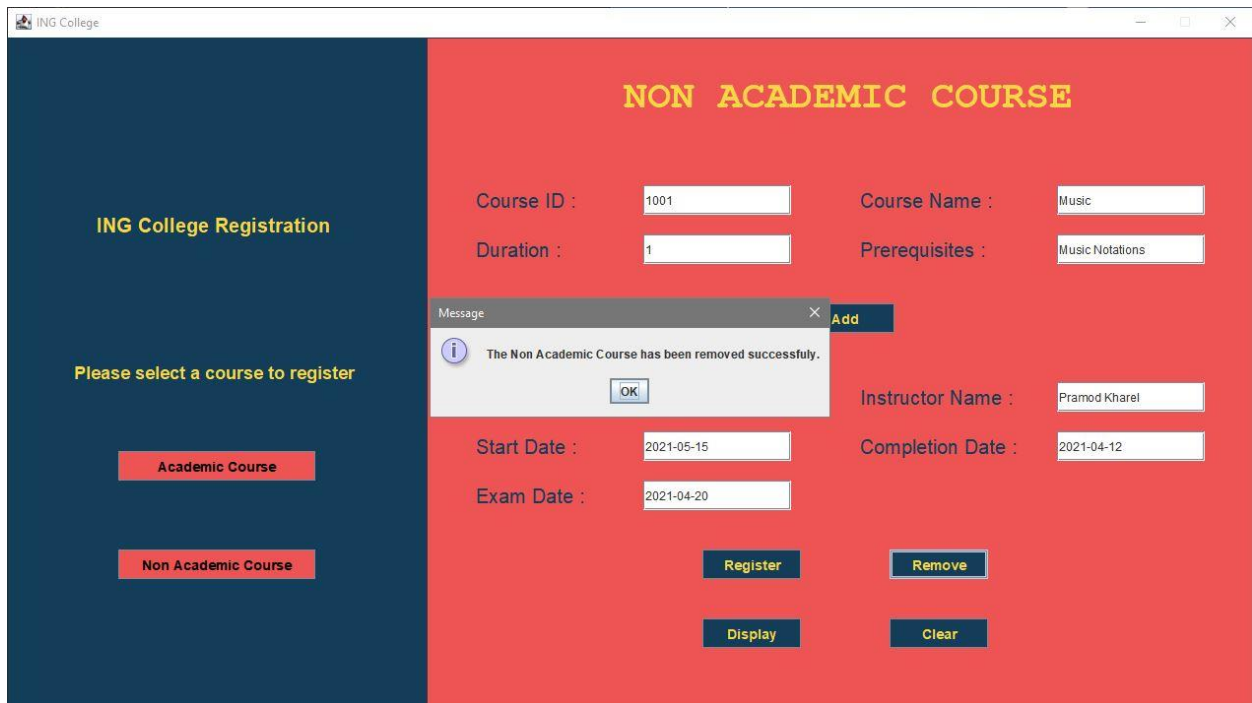 ING College
NON ACADEMIC COURSE
ING College Registration
Please select a course to register
Academic Course
Non Academic Course
Course ID : 1001 Course Name : Music
Duration : 1 Prerequisites : Music Notations
Add
Message
The Non Academic Course has been removed successfuly.
OK
Instructor Name : Pramod Kharel
Start Date : 2021-05-15 Completion Date : 2021-04-12
Exam Date : 2021-04-20
Register Remove
Display Clear